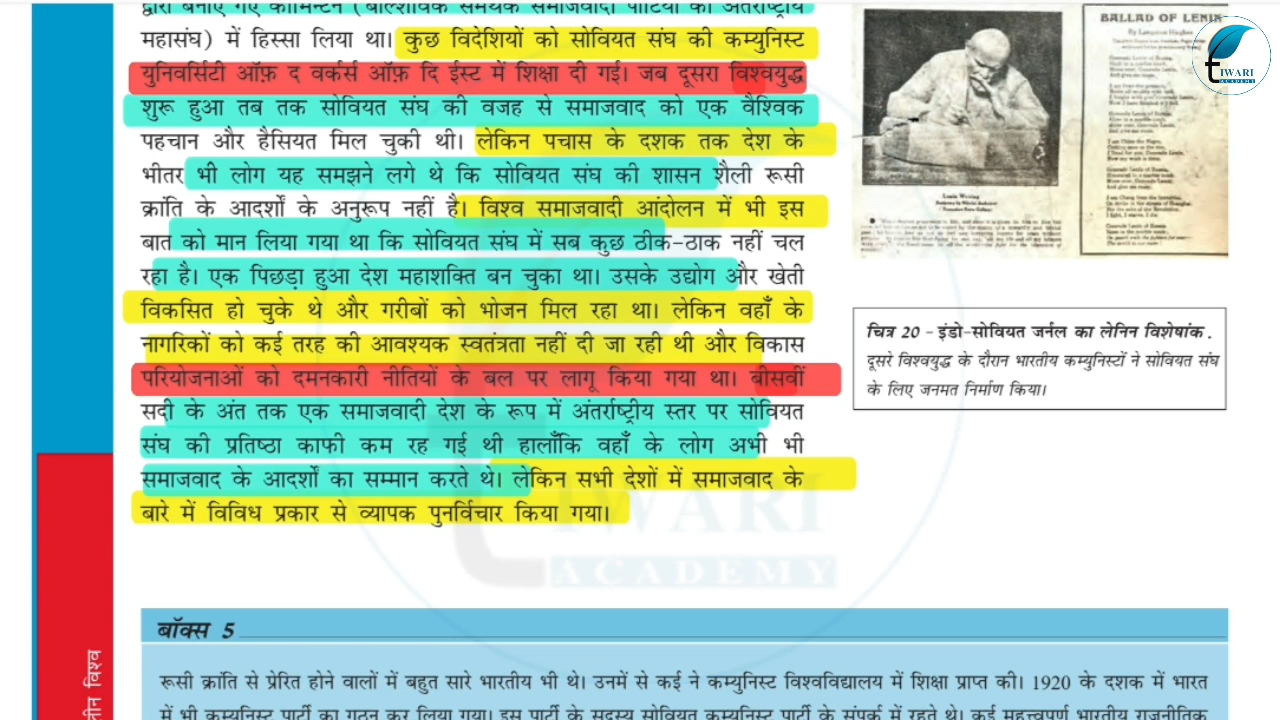 द्वारा बनाए गए कॉमिन्टर्न (बोल्शेविक समर्थक समाजवादी पार्टियों का अंतर्राष्ट्रीय
महासंघ) में हिस्सा लिया था। कुछ विदेशियों को सोवियत संघ की कम्युनिस्ट
युनिवर्सिटी ऑफ़ द वर्कर्स ऑफ़ दि ईस्ट में शिक्षा दी गई। जब दूसरा विश्वयुद्ध
शुरू हुआ तब तक सोवियत संघ की वजह से समाजवाद को एक वैश्विक
पहचान और हैसियत मिल चुकी थी। लेकिन पचास के दशक तक देश के
भीतर भी लोग यह समझने लगे थे कि सोवियत संघ की शासन शैली रूसी
क्रांति के आदर्शों के अनुरूप नहीं है। विश्व समाजवादी आंदोलन में भी इस
बात को मान लिया गया था कि सोवियत संघ में सब कुछ ठीक-ठाक नहीं चल
रहा है। एक पिछड़ा हुआ देश महाशक्ति बन चुका था। उसके उद्योग और खेती
विकसित हो चुके थे और गरीबों को भोजन मिल रहा था। लेकिन वहाँ के
नागरिकों को कई तरह की आवश्यक स्वतंत्रता नहीं दी जा रही थी और विकास
परियोजनाओं को दमनकारी नीतियों के बल पर लागू किया गया था। बीसवीं
सदी के अंत तक एक समाजवादी देश के रूप में अंतर्राष्ट्रीय स्तर पर सोवियत
संघ की प्रतिष्ठा काफी कम रह गई थी हालाँकि वहाँ के लोग अभी भी
समाजवाद के आदर्शों का सम्मान करते थे। लेकिन सभी देशों में समाजवाद के
बारे में विविध प्रकार से व्यापक पुनर्विचार किया गया।
BALLAD OF LENIN
By Langston Hughes
Lenin Writing
TIWARI
ACADEMY
चित्र 20 - इंडो-सोवियत जर्नल का लेनिन विशेषांक.
दूसरे विश्वयुद्ध के दौरान भारतीय कम्युनिस्टों ने सोवियत संघ
के लिए जनमत निर्माण किया।
TIWARI
ACADEMY
बॉक्स 5
रूसी क्रांति से प्रेरित होने वालों में बहुत सारे भारतीय भी थे। उनमें से कई ने कम्युनिस्ट विश्वविद्यालय में शिक्षा प्राप्त की। 1920 के दशक में भारत
में भी कम्युनिस्ट पार्टी का गठन कर लिया गया। इस पार्टी के सदस्य सोवियत कम्युनिस्ट पार्टी के संपर्क में रहते थे। कई महत्त्वपूर्ण भारतीय राजनीतिक
विश्व